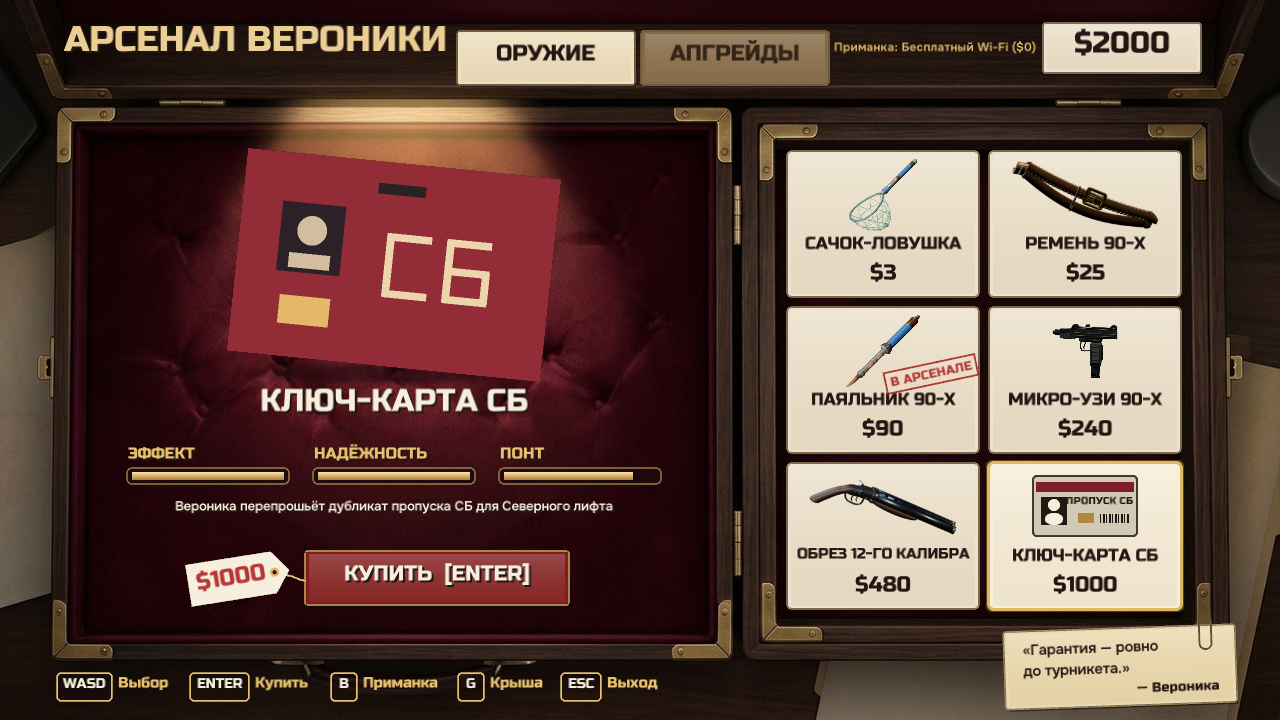 АРСЕНАЛ ВЕРОНИКИ
ОРУЖИЕ
АПГРЕЙДЫ
Приманка: Бесплатный Wi-Fi ($0)
$2000
СБ
КЛЮЧ-КАРТА СБ
ЭФФЕКТ
НАДЁЖНОСТЬ
ПОНТ
Вероника перепрошьёт дубликат пропуска СБ для Северного лифта
$1000
КУПИТЬ [ENTER]
САЧОК-ЛОВУШКА
$3
РЕМЕНЬ 90-Х
$25
В АРСЕНАЛЕ
ПАЯЛЬНИК 90-Х
$90
МИКРО-УЗИ 90-Х
$240
ОБРЕЗ 12-ГО КАЛИБРА
$480
ПРОПУСК СБ
КЛЮЧ-КАРТА СБ
$1000
«Гарантия — ровно
до турникета.»
— Вероника
WASD Выбор
ENTER Купить
B Приманка
G Крыша
ESC Выход